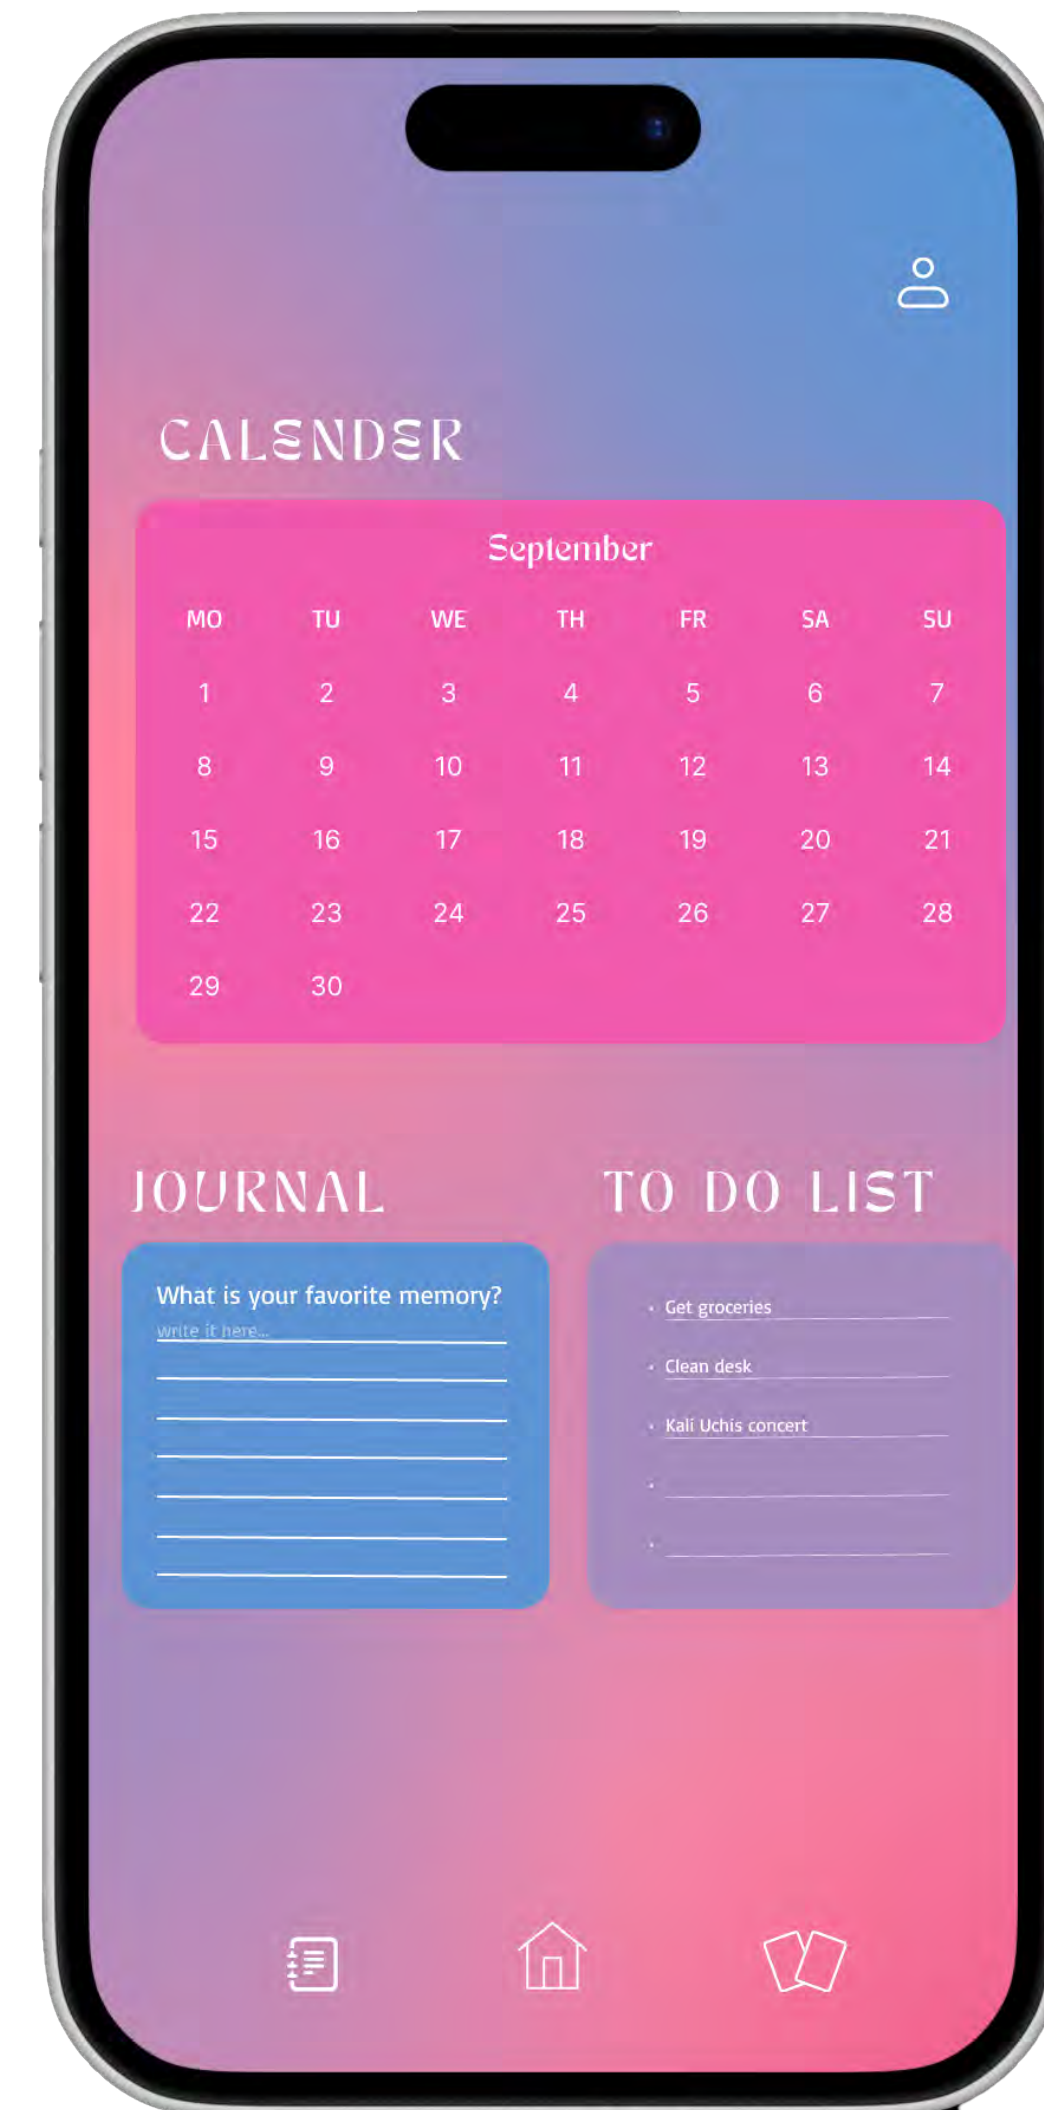 CALENDER
September
MO TU WE TH FR SA SU
1 2 3 4 5 6 7
8 9 10 11 12 13 14
15 16 17 18 19 20 21
22 23 24 25 26 27 28
29 30
JOURNAL
What is your favorite memory?
write it here...
TO DO LIST
• Get groceries
• Clean desk
• Kali Uchis concert
•
•